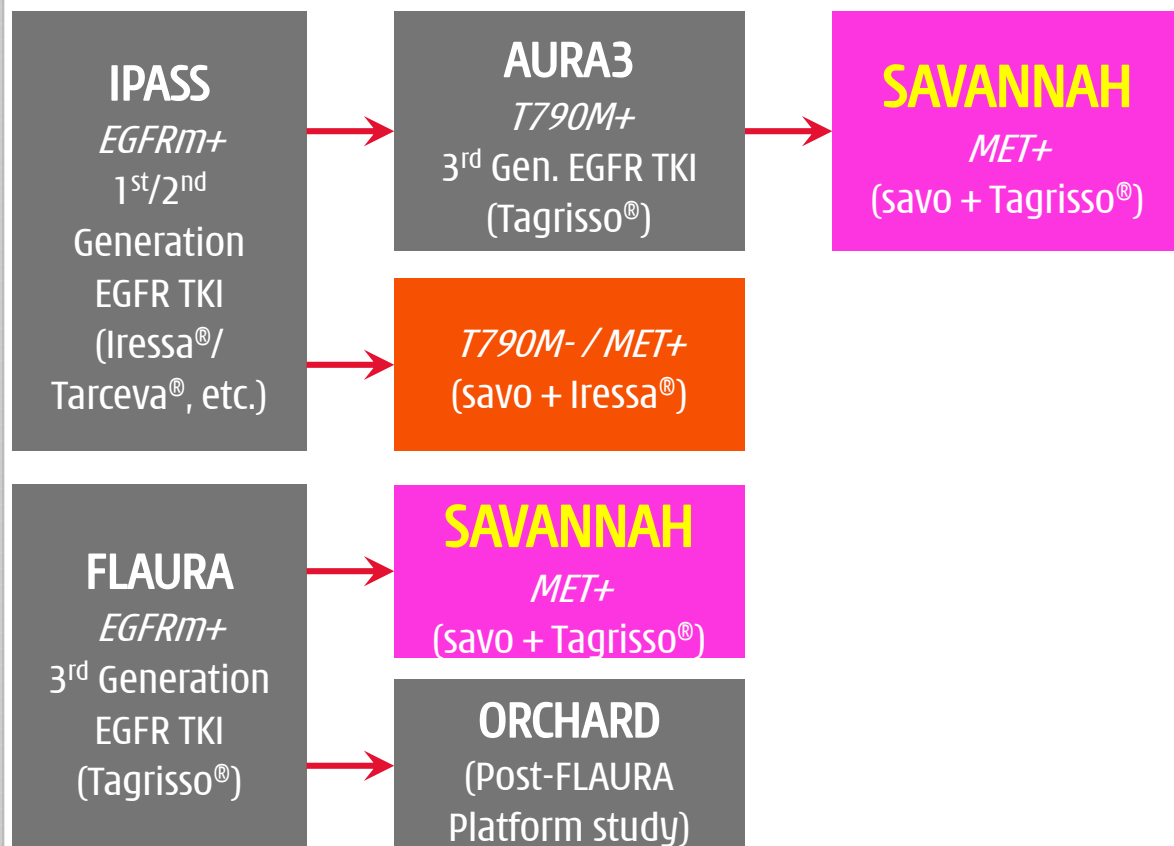 IPASS
EGFRm+
1st/2nd
Generation
EGFR TKI
(Iressa®/
Tarceva®, etc.)
AURA3
T790M+
3rd Gen. EGFR TKI
(Tagrisso®)
SAVANNAH
MET+
(savo + Tagrisso®)
T790M- / MET+
(savo + Iressa®)
FLAURA
EGFRm+
3rd Generation
EGFR TKI
(Tagrisso®)
SAVANNAH
MET+
(savo + Tagrisso®)
ORCHARD
(Post-FLAURA
Platform study)